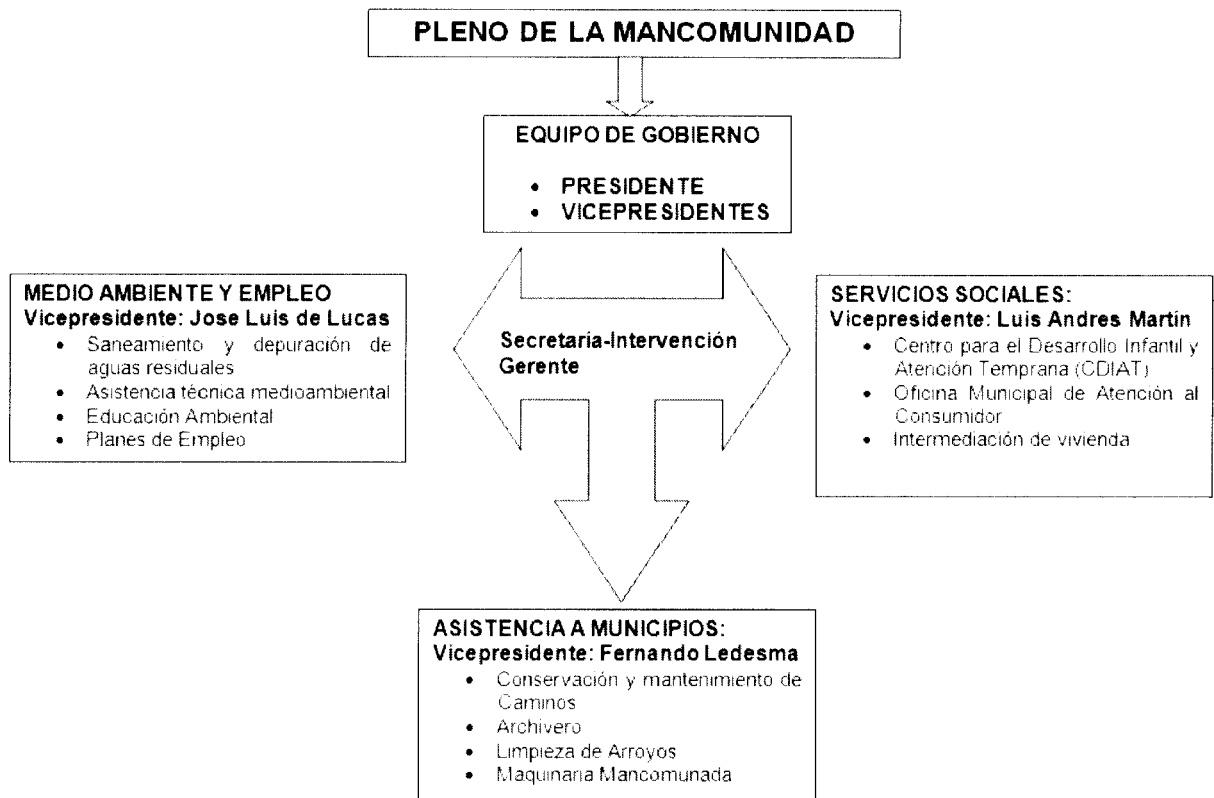 PLENO DE LA MANCOMUNIDAD
EQUIPO DE GOBIERNO
• PRESIDENTE
• VICEPRESIDENTES
MEDIO AMBIENTE Y EMPLEO
Vicepresidente: Jose Luis de Lucas
• Saneamiento y depuración de
aguas residuales
• Asistencia técnica medioambiental
• Educación Ambiental
• Planes de Empleo
Secretaría-Intervención
Gerente
SERVICIOS SOCIALES:
Vicepresidente: Luis Andres Martín
• Centro para el Desarrollo Infantil y
Atención Temprana (CDIAT)
• Oficina Municipal de Atención al
Consumidor
• Intermediación de vivienda
ASISTENCIA A MUNICIPIOS:
Vicepresidente: Fernando Ledesma
• Conservación y mantenimiento de
Caminos
• Archivero
• Limpieza de Arroyos
• Maquinaria Mancomunada